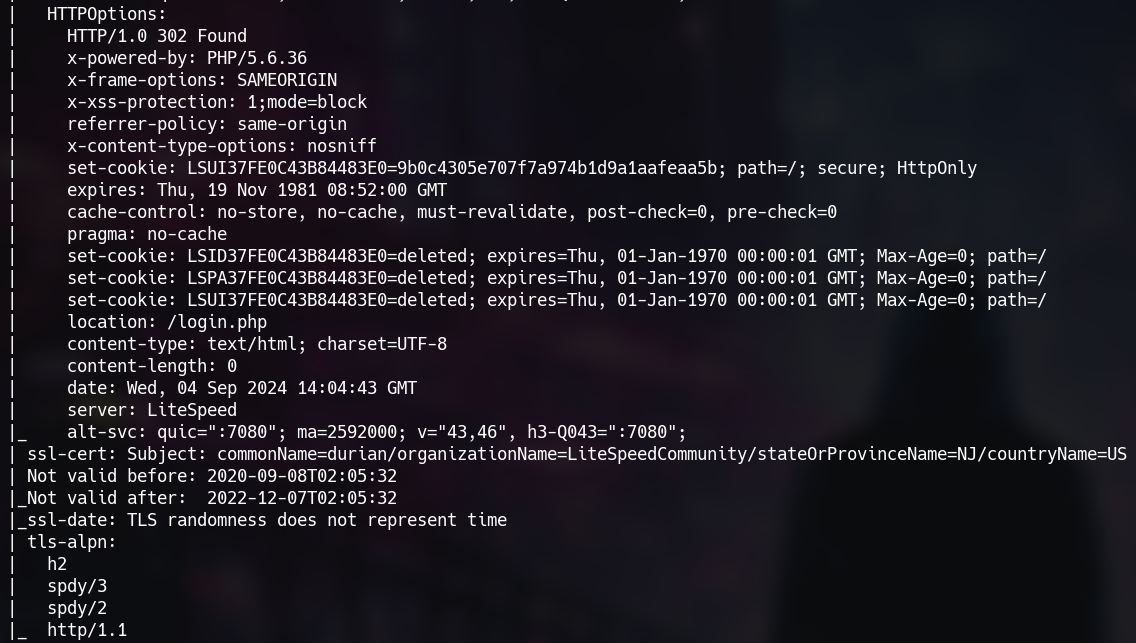 |   HTTPOptions:
|     HTTP/1.0 302 Found
|     x-powered-by: PHP/5.6.36
|     x-frame-options: SAMEORIGIN
|     x-xss-protection: 1;mode=block
|     referrer-policy: same-origin
|     x-content-type-options: nosniff
|     set-cookie: LSUI37FE0C43B84483E0=9b0c4305e707f7a974b1d9a1aafeaa5b; path=/; secure; HttpOnly
|     expires: Thu, 19 Nov 1981 08:52:00 GMT
|     cache-control: no-store, no-cache, must-revalidate, post-check=0, pre-check=0
|     pragma: no-cache
|     set-cookie: LSID37FE0C43B84483E0=deleted; expires=Thu, 01-Jan-1970 00:00:01 GMT; Max-Age=0; path=/
|     set-cookie: LSPA37FE0C43B84483E0=deleted; expires=Thu, 01-Jan-1970 00:00:01 GMT; Max-Age=0; path=/
|     set-cookie: LSUI37FE0C43B84483E0=deleted; expires=Thu, 01-Jan-1970 00:00:01 GMT; Max-Age=0; path=/
|     location: /login.php
|     content-type: text/html; charset=UTF-8
|     content-length: 0
|     date: Wed, 04 Sep 2024 14:04:43 GMT
|     server: LiteSpeed
|_    alt-svc: quic=":7080"; ma=2592000; v="43,46", h3-Q043=":7080";
| ssl-cert: Subject: commonName=durian/organizationName=LiteSpeedCommunity/stateOrProvinceName=NJ/countryName=US
| Not valid before: 2020-09-08T02:05:32
|_Not valid after:  2022-12-07T02:05:32
|_ssl-date: TLS randomness does not represent time
| tls-alpn:
|   h2
|   spdy/3
|   spdy/2
|_  http/1.1